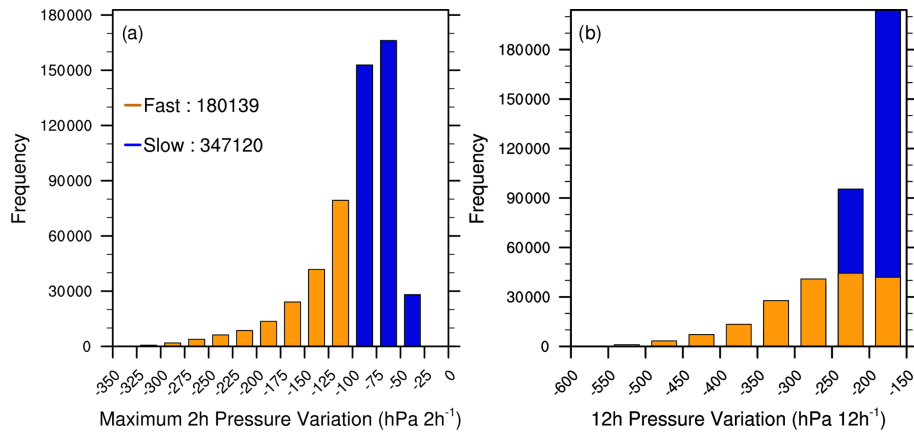 (a)
Fast : 180139
Slow : 347120
Frequency
180000
150000
120000
90000
60000
30000
0
-350 -325 -300 -275 -250 -225 -200 -175 -150 -125 -100 -75 -50 -25 0
Maximum 2h Pressure Variation (hPa 2h⁻¹)
(b)
Frequency
180000
150000
120000
90000
60000
30000
0
-600 -550 -500 -450 -400 -350 -300 -250 -200 -150
12h Pressure Variation (hPa 12h⁻¹)